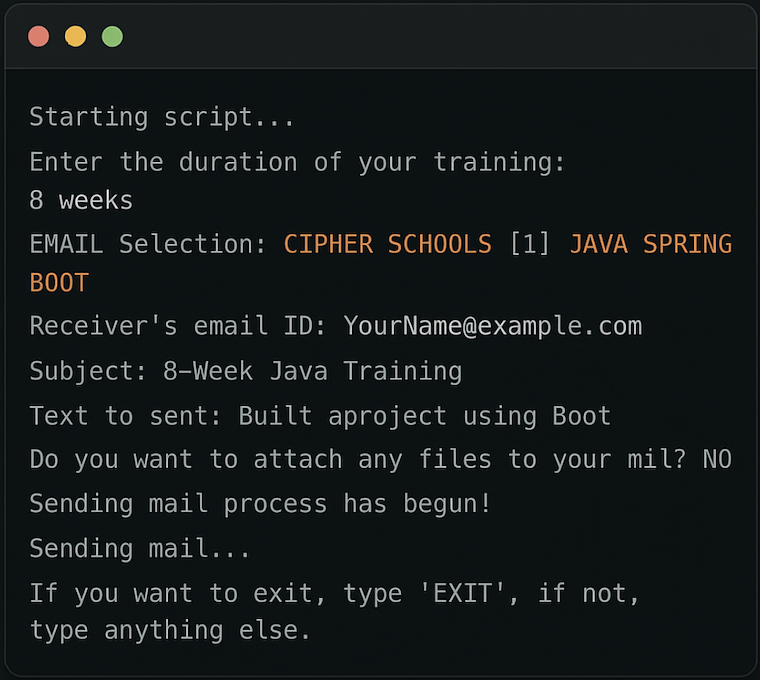 Starting script...
Enter the duration of your training:
8 weeks
EMAIL Selection: CIPHER SCHOOLS [1] JAVA SPRING
BOOT
Receiver's email ID: YourName@example.com
Subject: 8–Week Java Training
Text to sent: Built aproject using Boot
Do you want to attach any files to your mil? NO
Sending mail process has begun!
Sending mail...
If you want to exit, type 'EXIT', if not,
type anything else.